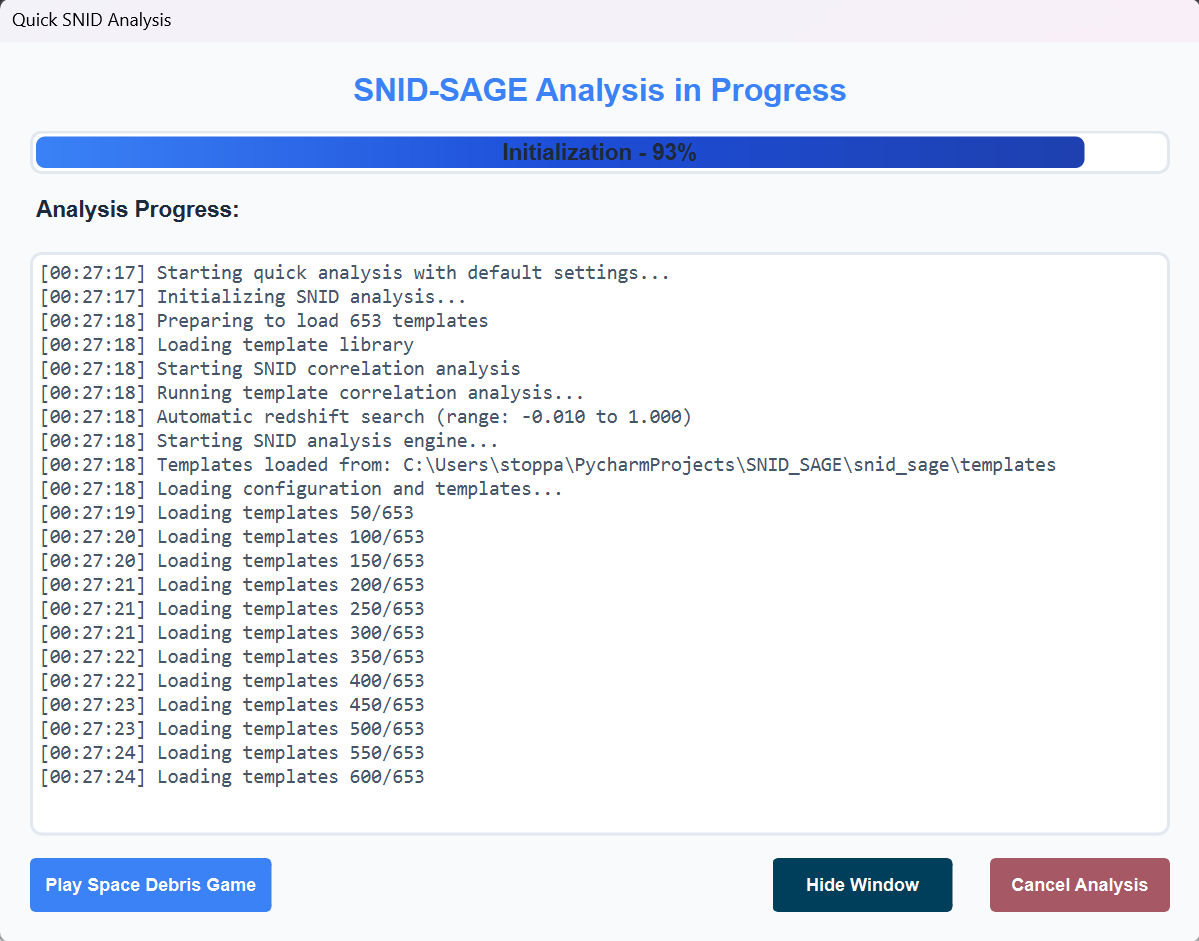 Quick SNID Analysis
SNID-SAGE Analysis in Progress
Initialization - 93%
Analysis Progress:
[00:27:17] Starting quick analysis with default settings...
[00:27:17] Initializing SNID analysis...
[00:27:18] Preparing to load 653 templates
[00:27:18] Loading template library
[00:27:18] Starting SNID correlation analysis
[00:27:18] Running template correlation analysis...
[00:27:18] Automatic redshift search (range: -0.010 to 1.000)
[00:27:18] Starting SNID analysis engine...
[00:27:18] Templates loaded from: C:\Users\stoppa\PycharmProjects\SNID_SAGE\snid_sage\templates
[00:27:18] Loading configuration and templates...
[00:27:19] Loading templates 50/653
[00:27:20] Loading templates 100/653
[00:27:20] Loading templates 150/653
[00:27:21] Loading templates 200/653
[00:27:21] Loading templates 250/653
[00:27:21] Loading templates 300/653
[00:27:22] Loading templates 350/653
[00:27:22] Loading templates 400/653
[00:27:23] Loading templates 450/653
[00:27:23] Loading templates 500/653
[00:27:24] Loading templates 550/653
[00:27:24] Loading templates 600/653
Play Space Debris Game
Hide Window
Cancel Analysis